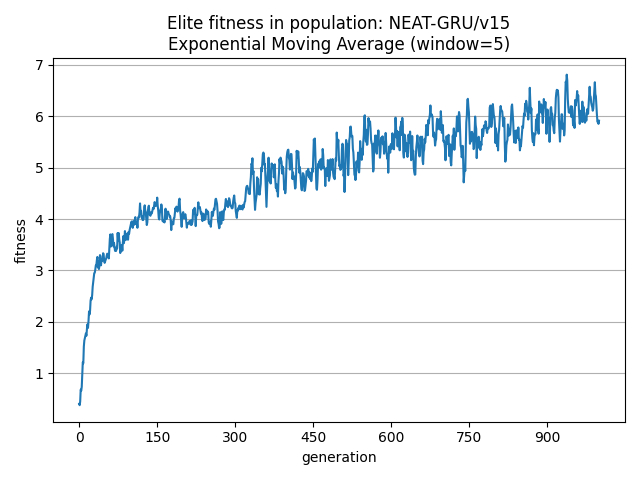 Elite fitness in population: NEAT-GRU/v15
Exponential Moving Average (window=5)
7
6
5
4
3
2
1
fitness
0 150 300 450 600 750 900
generation